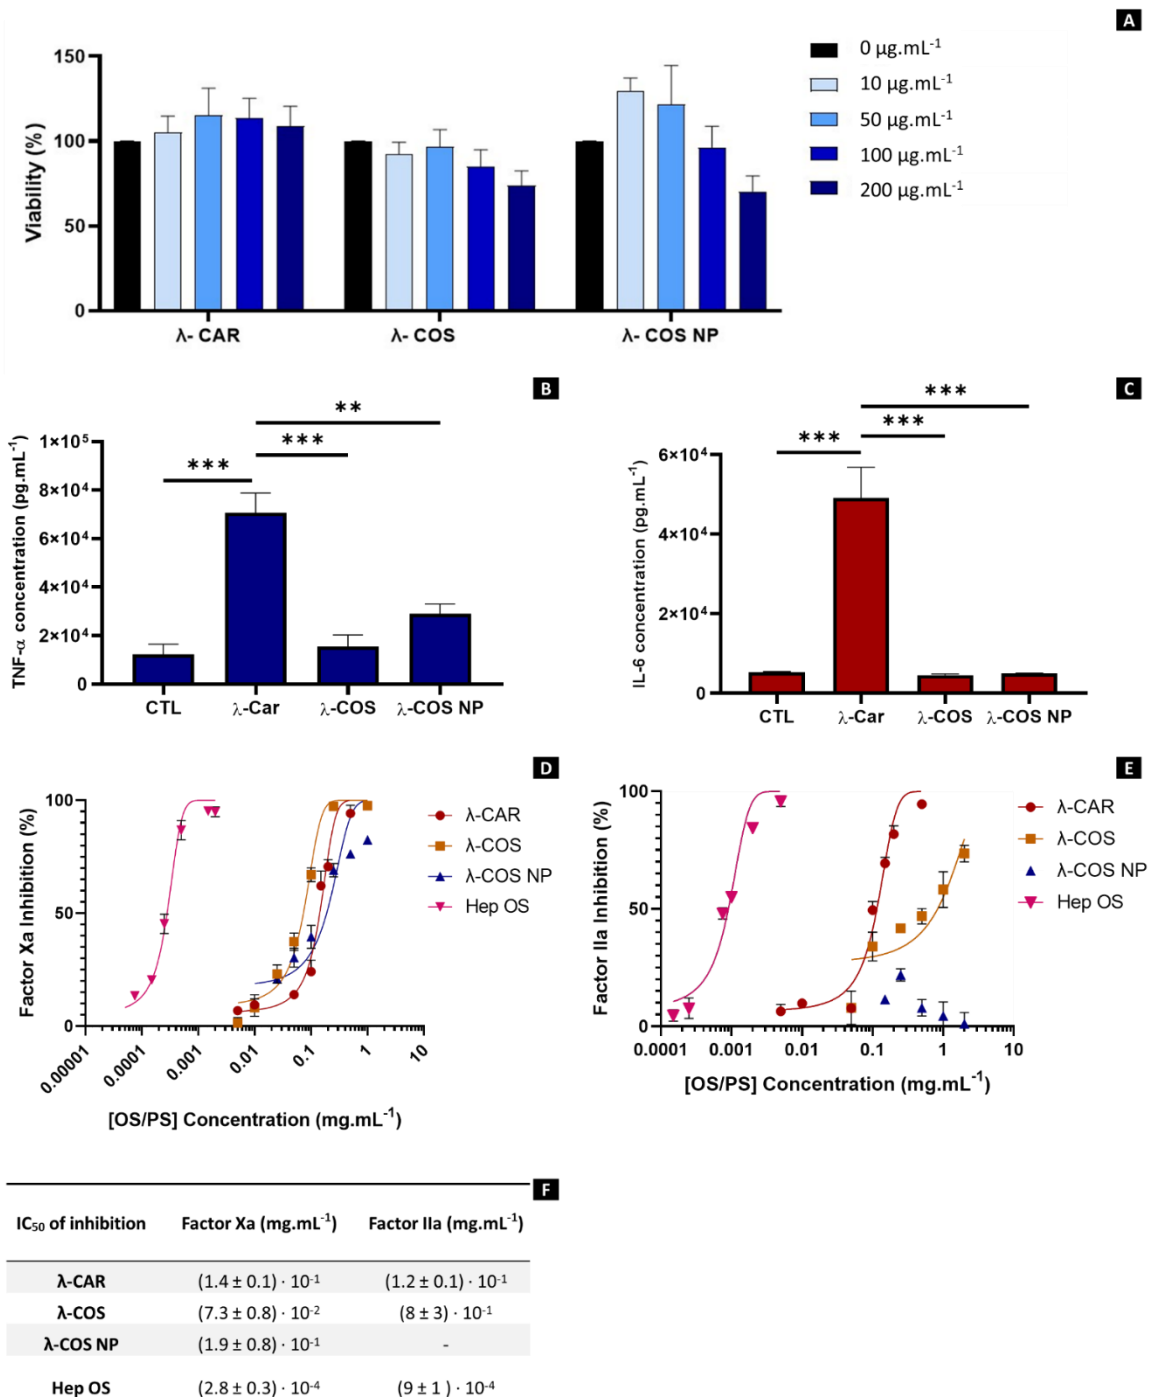 A
150
100
50
0
Viability (%)
λ- CAR
λ- COS
λ- COS NP
0 µg.mL⁻¹
10 µg.mL⁻¹
50 µg.mL⁻¹
100 µg.mL⁻¹
200 µg.mL⁻¹
B
TNF-α concentration (pg.mL⁻¹)
1×10⁵
8×10⁴
6×10⁴
4×10⁴
2×10⁴
0
**
***
***
CTL
λ-Car
λ-COS
λ-COS NP
C
IL-6 concentration (pg.mL⁻¹)
6×10⁴
4×10⁴
2×10⁴
0
***
***
***
CTL
λ-Car
λ-COS
λ-COS NP
D
Factor Xa Inhibition (%)
100
50
0
0.00001
0.0001
0.001
0.01
0.1
1
10
[OS/PS] Concentration (mg.mL⁻¹)
λ-CAR
λ-COS
λ-COS NP
Hep OS
E
Factor IIa Inhibition (%)
100
50
0
0.0001
0.001
0.01
0.1
1
10
[OS/PS] Concentration (mg.mL⁻¹)
λ-CAR
λ-COS
λ-COS NP
Hep OS
F
IC₅₀ of inhibition Factor Xa (mg.mL⁻¹) Factor IIa (mg.mL⁻¹)
λ-CAR (1.4 ± 0.1) · 10⁻¹ (1.2 ± 0.1) · 10⁻¹
λ-COS (7.3 ± 0.8) · 10⁻² (8 ± 3) · 10⁻¹
λ-COS NP (1.9 ± 0.8) · 10⁻¹ -
Hep OS (2.8 ± 0.3) · 10⁻⁴ (9 ± 1 ) · 10⁻⁴